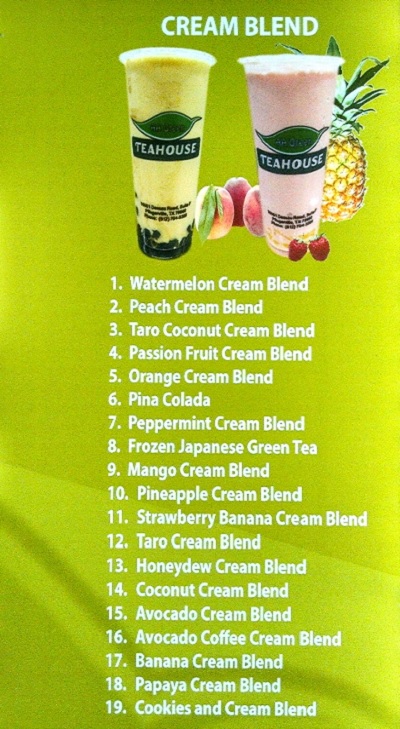 CREAM BLEND
TEAHOUSE
TEAHOUSE
1. Watermelon Cream Blend
2. Peach Cream Blend
3. Taro Coconut Cream Blend
4. Passion Fruit Cream Blend
5. Orange Cream Blend
6. Pina Colada
7. Peppermint Cream Blend
8. Frozen Japanese Green Tea
9. Mango Cream Blend
10. Pineapple Cream Blend
11. Strawberry Banana Cream Blend
12. Taro Cream Blend
13. Honeydew Cream Blend
14. Coconut Cream Blend
15. Avocado Cream Blend
16. Avocado Coffee Cream Blend
17. Banana Cream Blend
18. Papaya Cream Blend
19. Cookies and Cream Blend